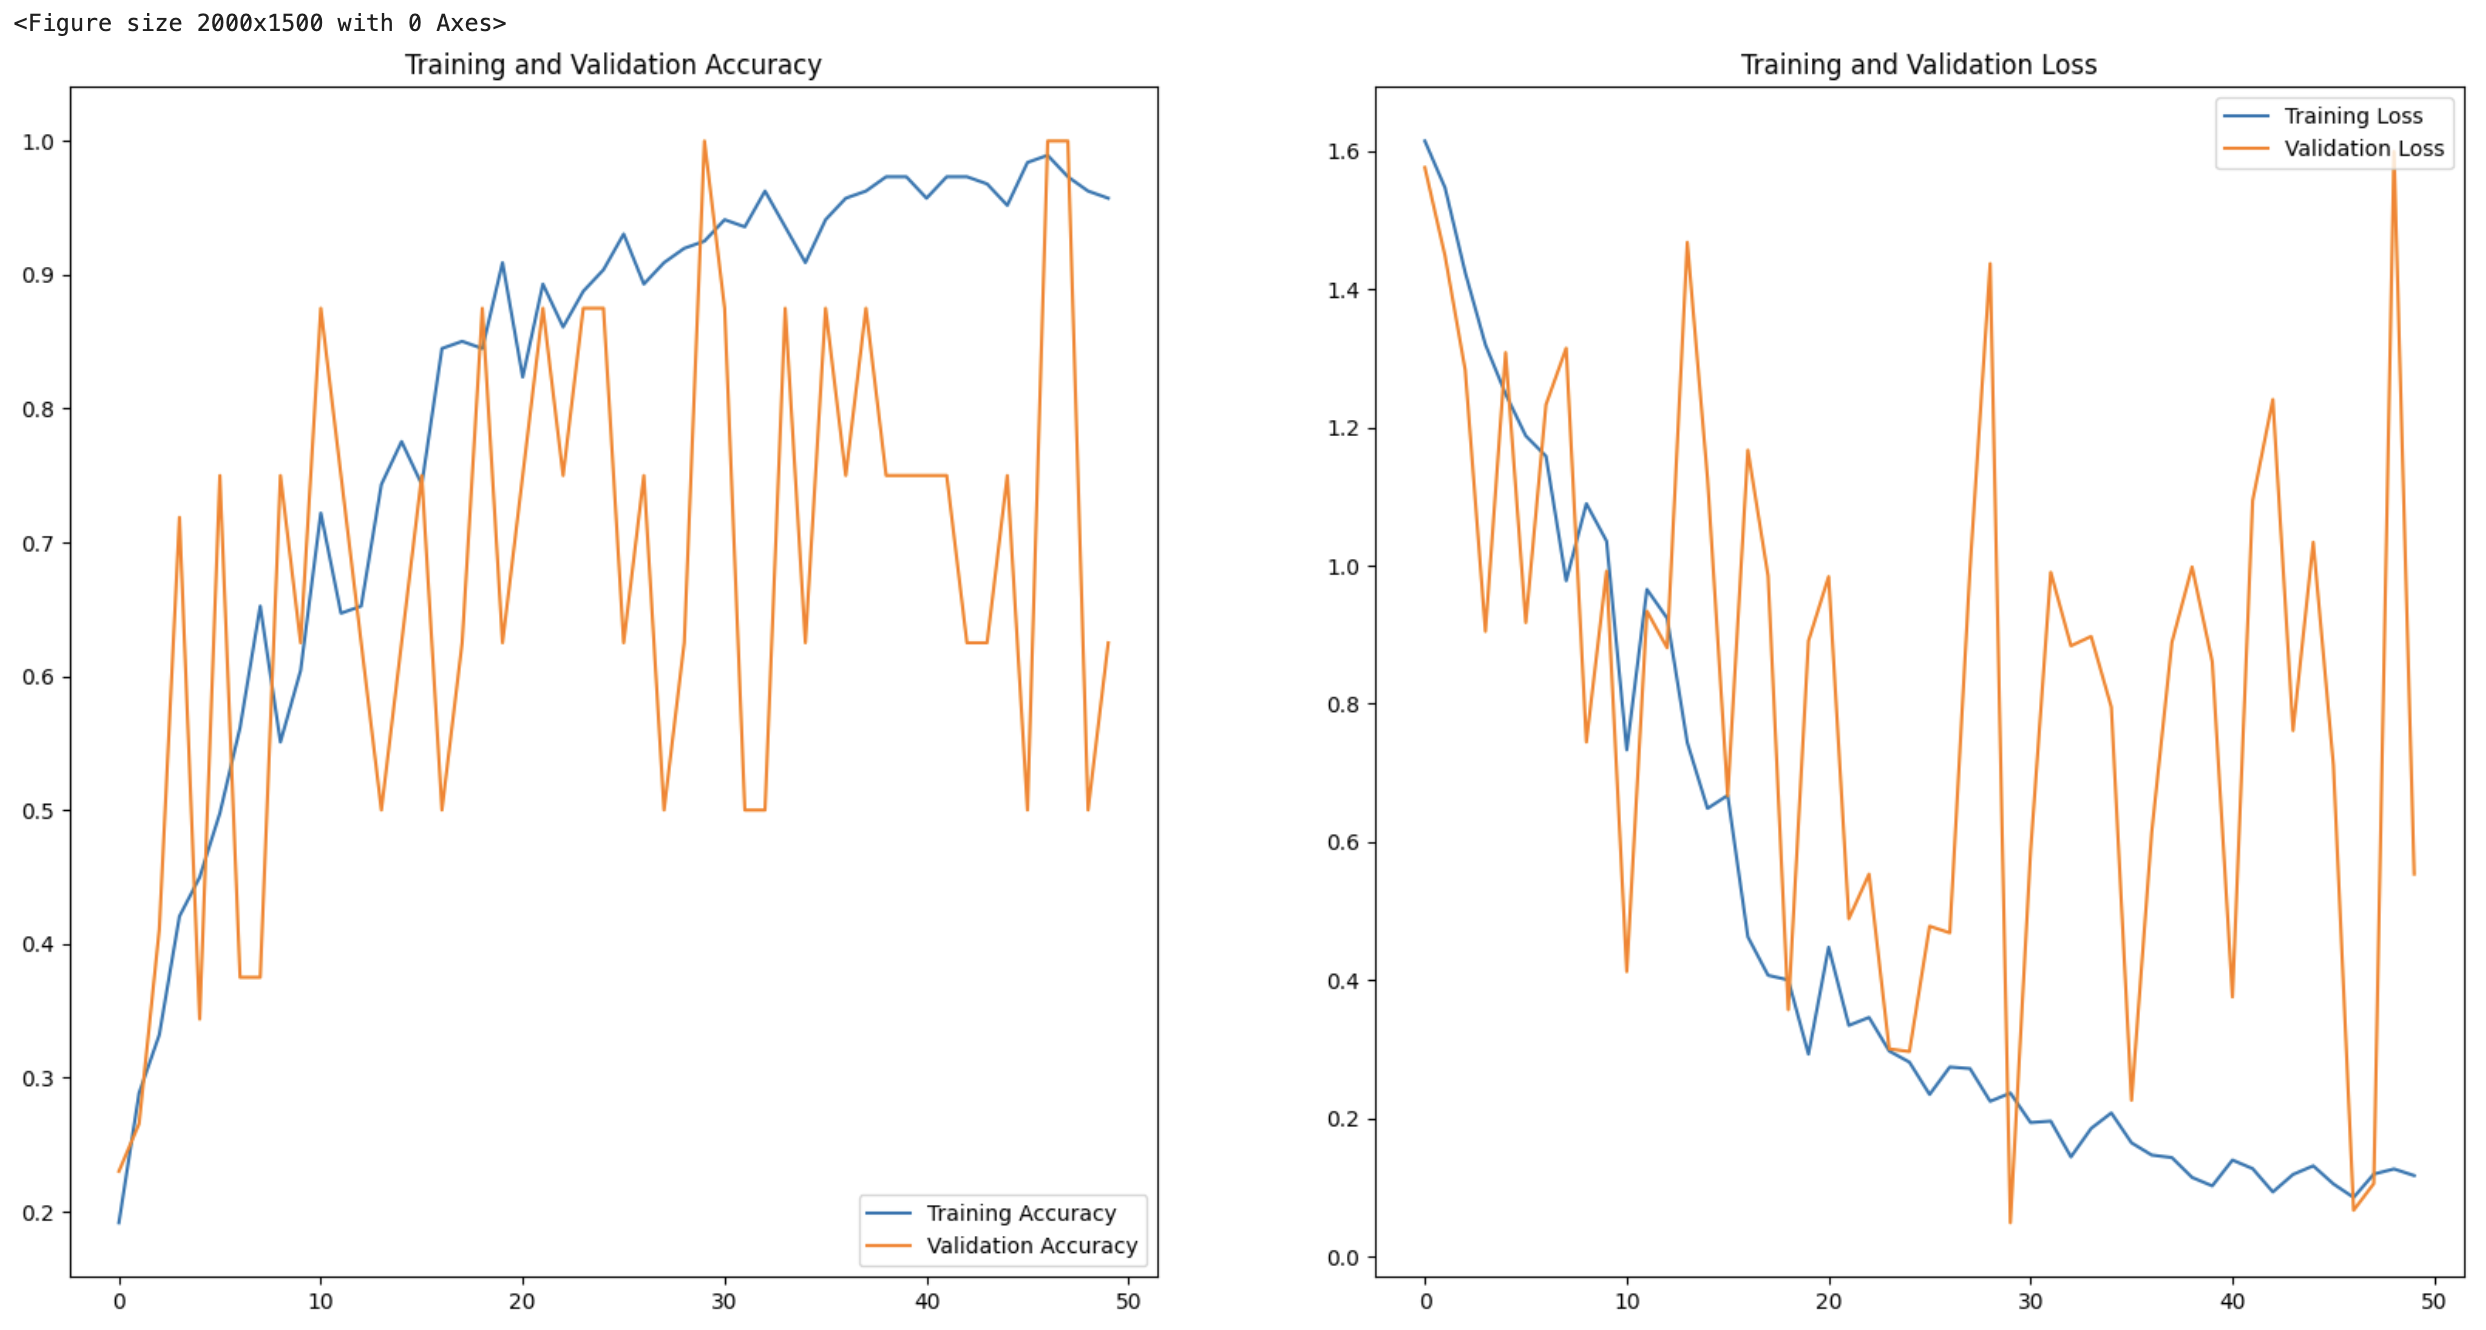 <Figure size 2000x1500 with 0 Axes>
Training and Validation Accuracy
1.0
0.9
0.8
0.7
0.6
0.5
0.4
0.3
0.2
0 10 20 30 40 50
Training Accuracy
Validation Accuracy
Training and Validation Loss
1.6
1.4
1.2
1.0
0.8
0.6
0.4
0.2
0.0
0 10 20 30 40 50
Training Loss
Validation Loss